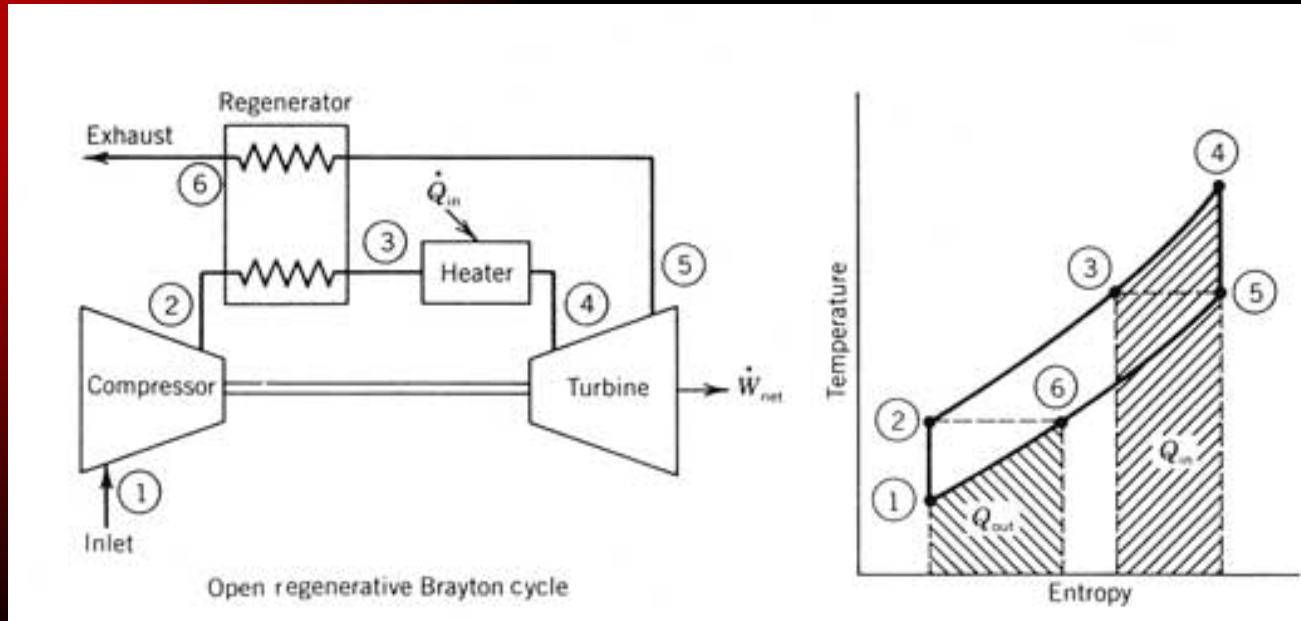 Regenerator
Exhaust
⑥
Q̇in
③
Heater
②
④
⑤
Compressor
Turbine
Ẇnet
①
Inlet
Open regenerative Brayton cycle
Temperature
④
③
⑤
②
⑥
①
Qin
Qout
Entropy